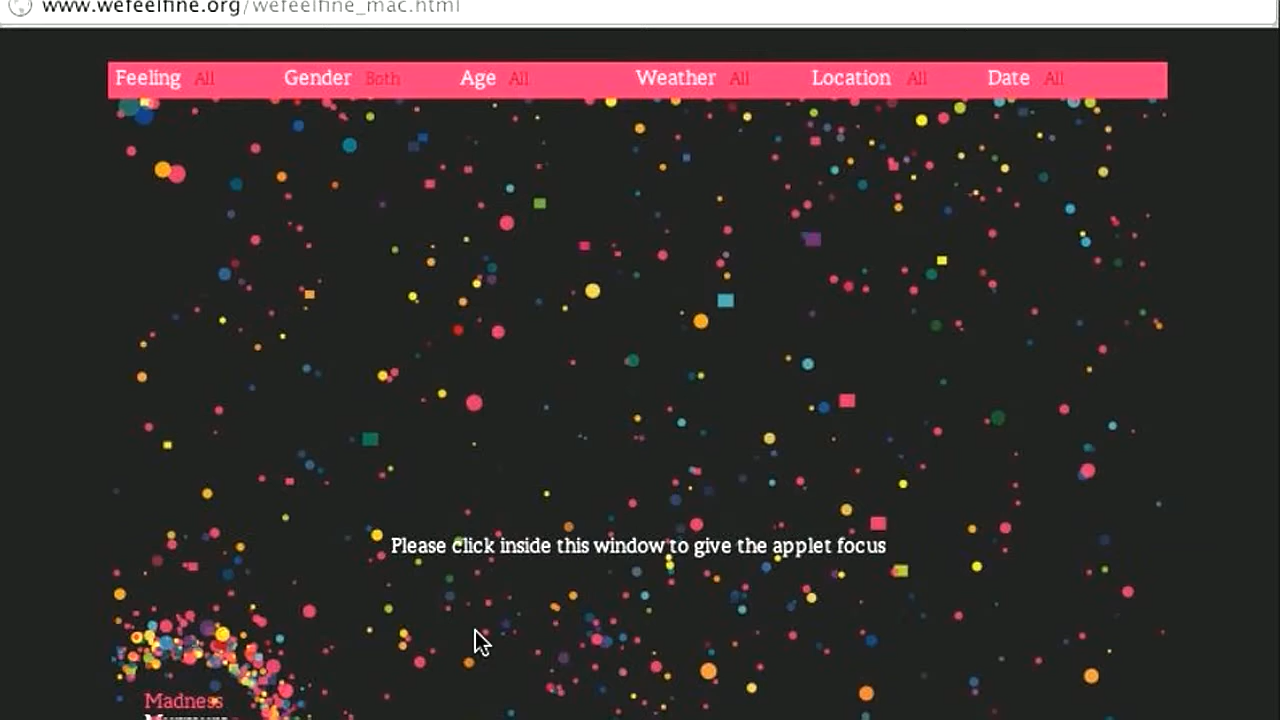 www.wefeelfine.org/wefeelfine_mac.html
Feeling All Gender Both Age All Weather All Location All Date All
Please click inside this window to give the applet focus
Madness